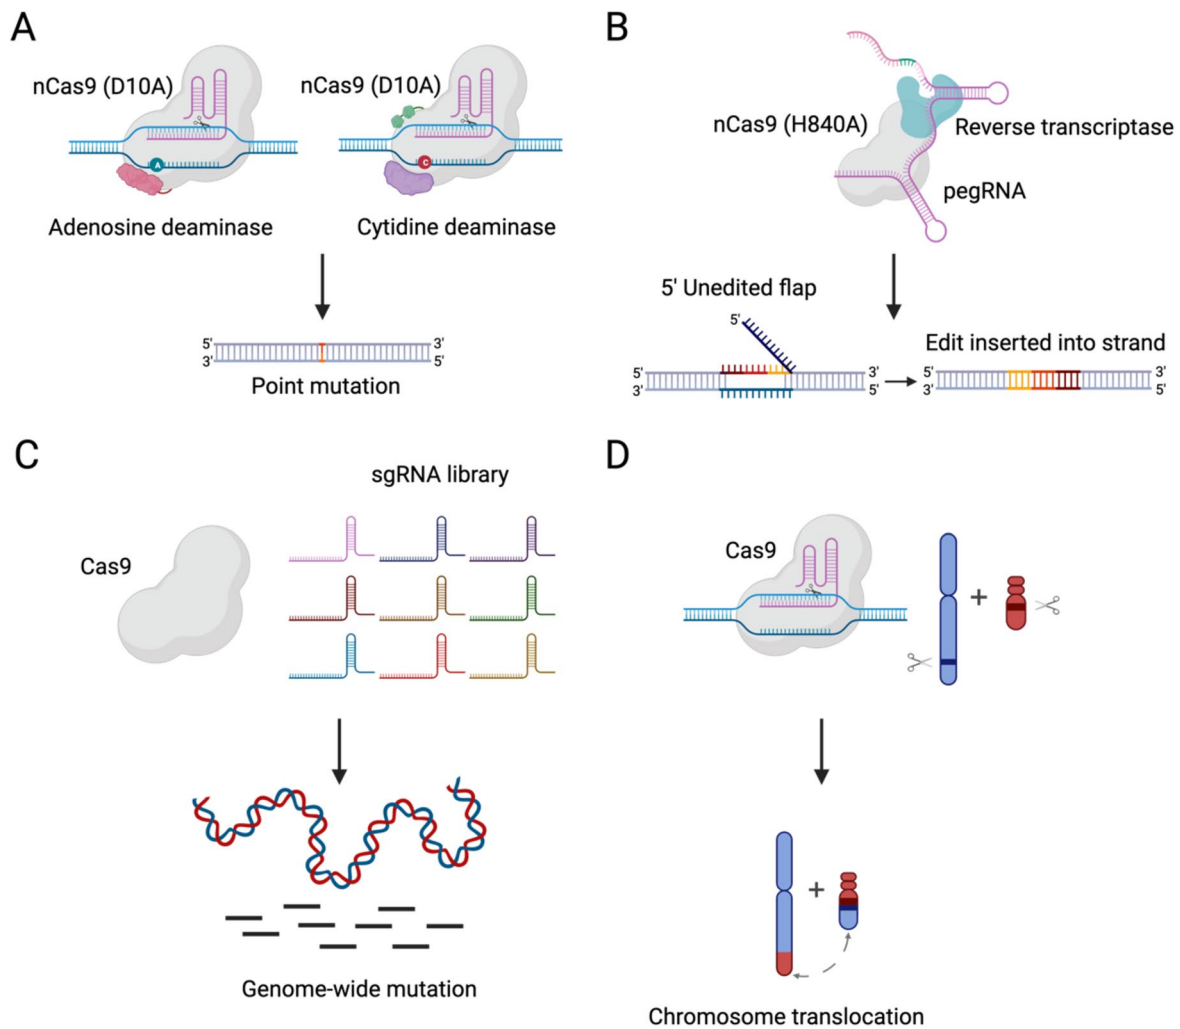 A
nCas9 (D10A)
nCas9 (D10A)
A
C
Adenosine deaminase
Cytidine deaminase
5'
3'
3'
5'
Point mutation
B
nCas9 (H840A)
Reverse transcriptase
pegRNA
5' Unedited flap
5'
5'
3'
3'
5'
Edit inserted into strand
5'
3'
3'
5'
C
sgRNA library
Cas9
Genome-wide mutation
D
Cas9
+
+
Chromosome translocation